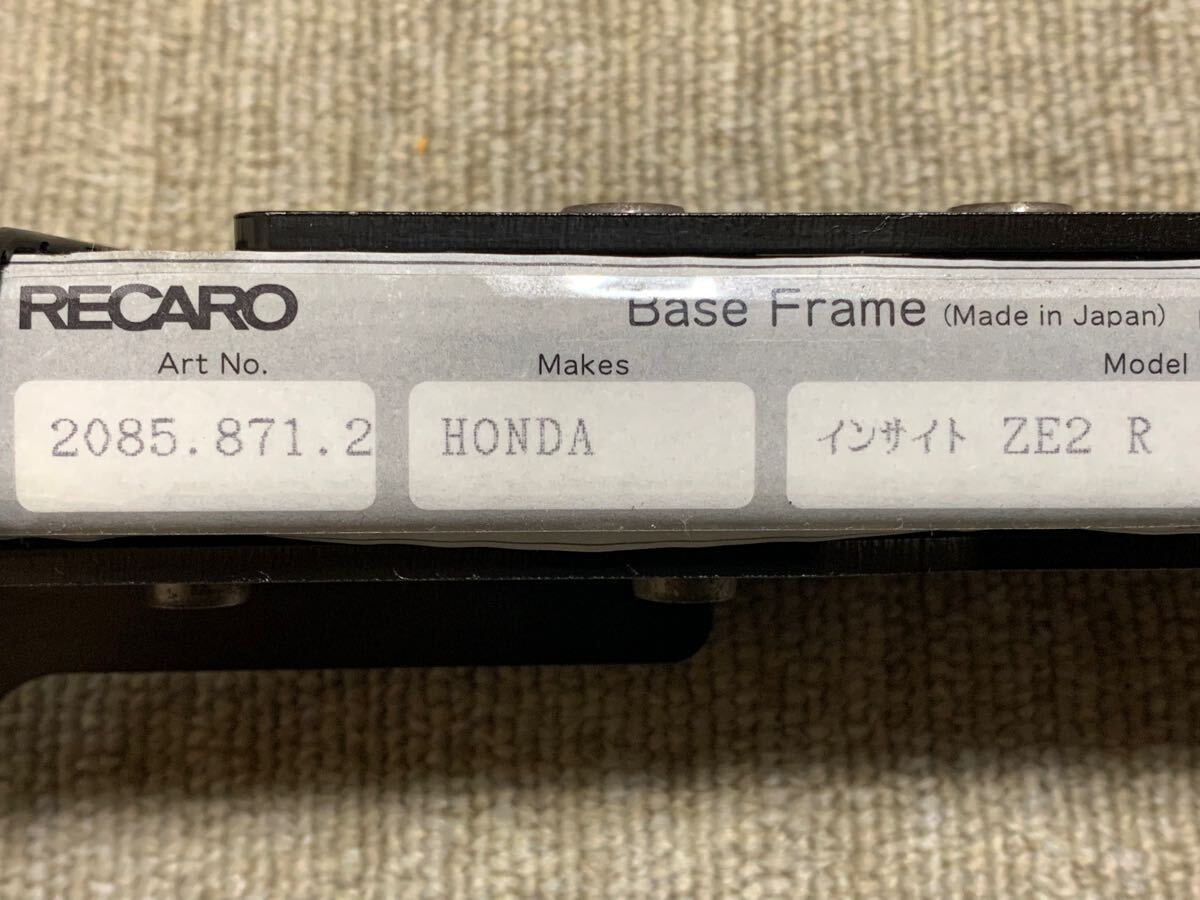 RECARO Base Frame (Made in Japan)
Art No. Makes Model
2085.871.2 HONDA インサイト ZE2 R